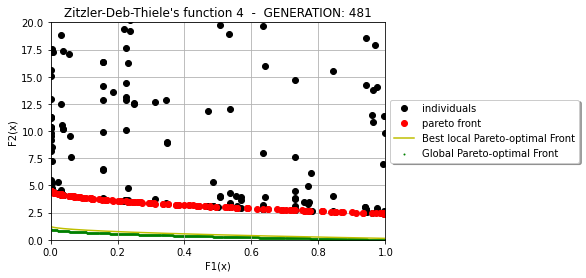 Zitzler-Deb-Thiele's function 4 - GENERATION: 481
F2(x)
20.0
17.5
15.0
12.5
10.0
7.5
5.0
2.5
0.0
0.0 0.2 0.4 0.6 0.8 1.0
F1(x)
individuals
pareto front
Best local Pareto-optimal Front
Global Pareto-optimal Front